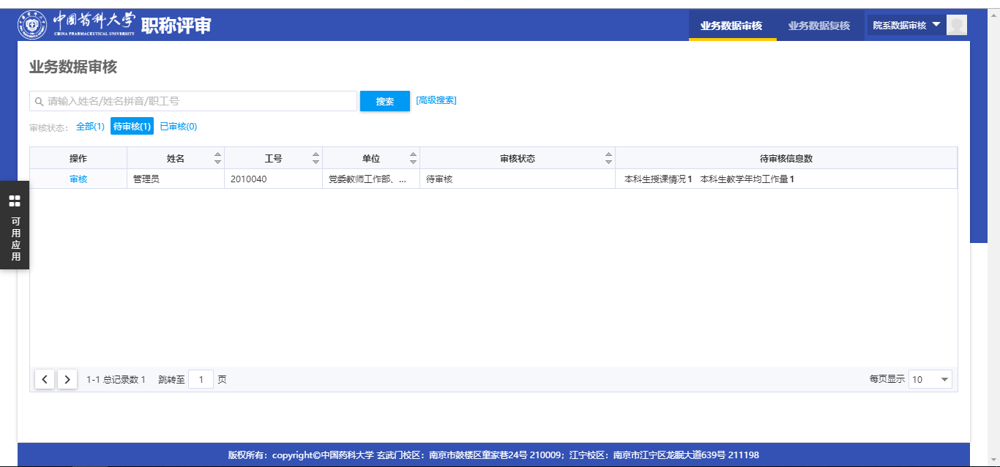 中国药科大学 职称评审 业务数据审核 业务数据复核 院系数据审核
CHINA PHARMACEUTICAL UNIVERSITY
业务数据审核
请输入姓名/姓名拼音/职工号 搜索 [高级搜索]
审核状态： 全部(1) 待审核(1) 已审核(0)
操作 姓名 工号 单位 审核状态 待审核信息数
审核 管理员 2010040 党委教师工作部、... 待审核 本科生授课情况 1 本科生教学年均工作量 1
可
用
应
用
1-1 总记录数 1 跳转至 1 页 每页显示 10
版权所有：copyright©中国药科大学 玄武门校区：南京市鼓楼区童家巷24号 210009；江宁校区：南京市江宁区龙眠大道639号 211198